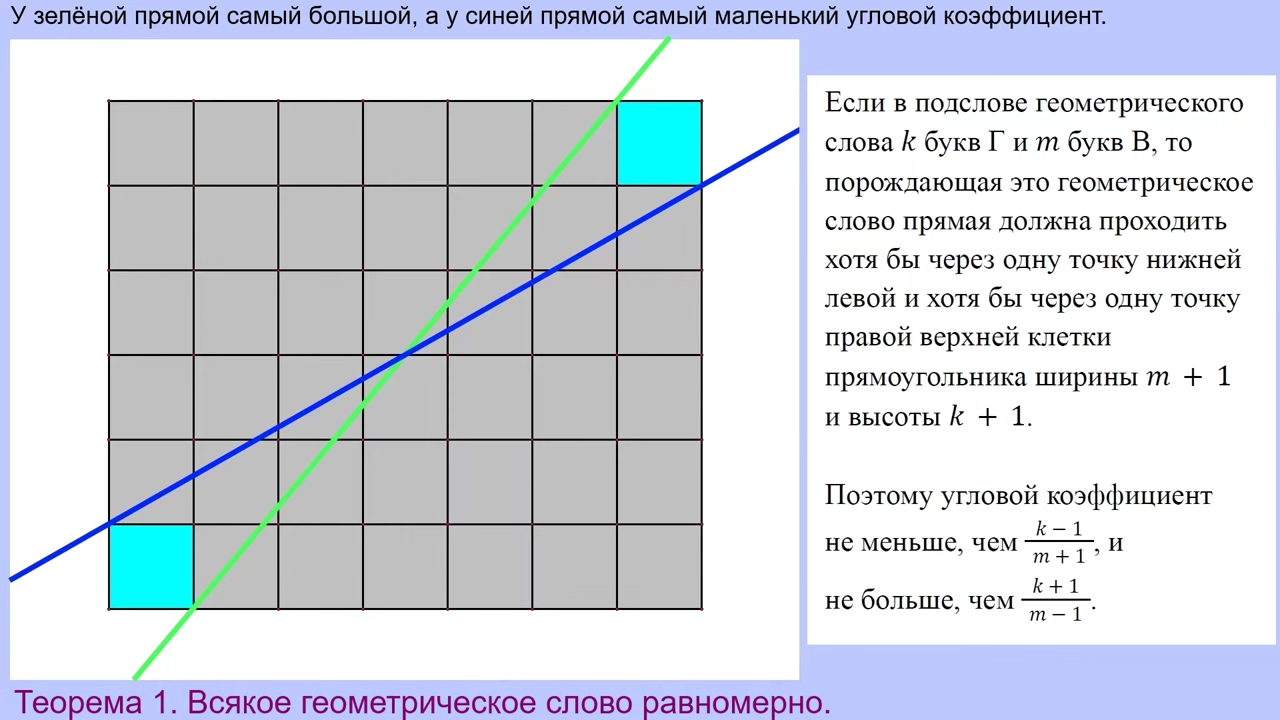 У зелёной прямой самый большой, а у синей прямой самый маленький угловой коэффициент.
Если в подслове геометрического
слова k букв Г и m букв В, то
порождающая это геометрическое
слово прямая должна проходить
хотя бы через одну точку нижней
левой и хотя бы через одну точку
правой верхней клетки
прямоугольника ширины m + 1
и высоты k + 1.
Поэтому угловой коэффициент
не меньше, чем (k − 1)/(m + 1), и
не больше, чем (k + 1)/(m − 1).
Теорема 1. Всякое геометрическое слово равномерно.